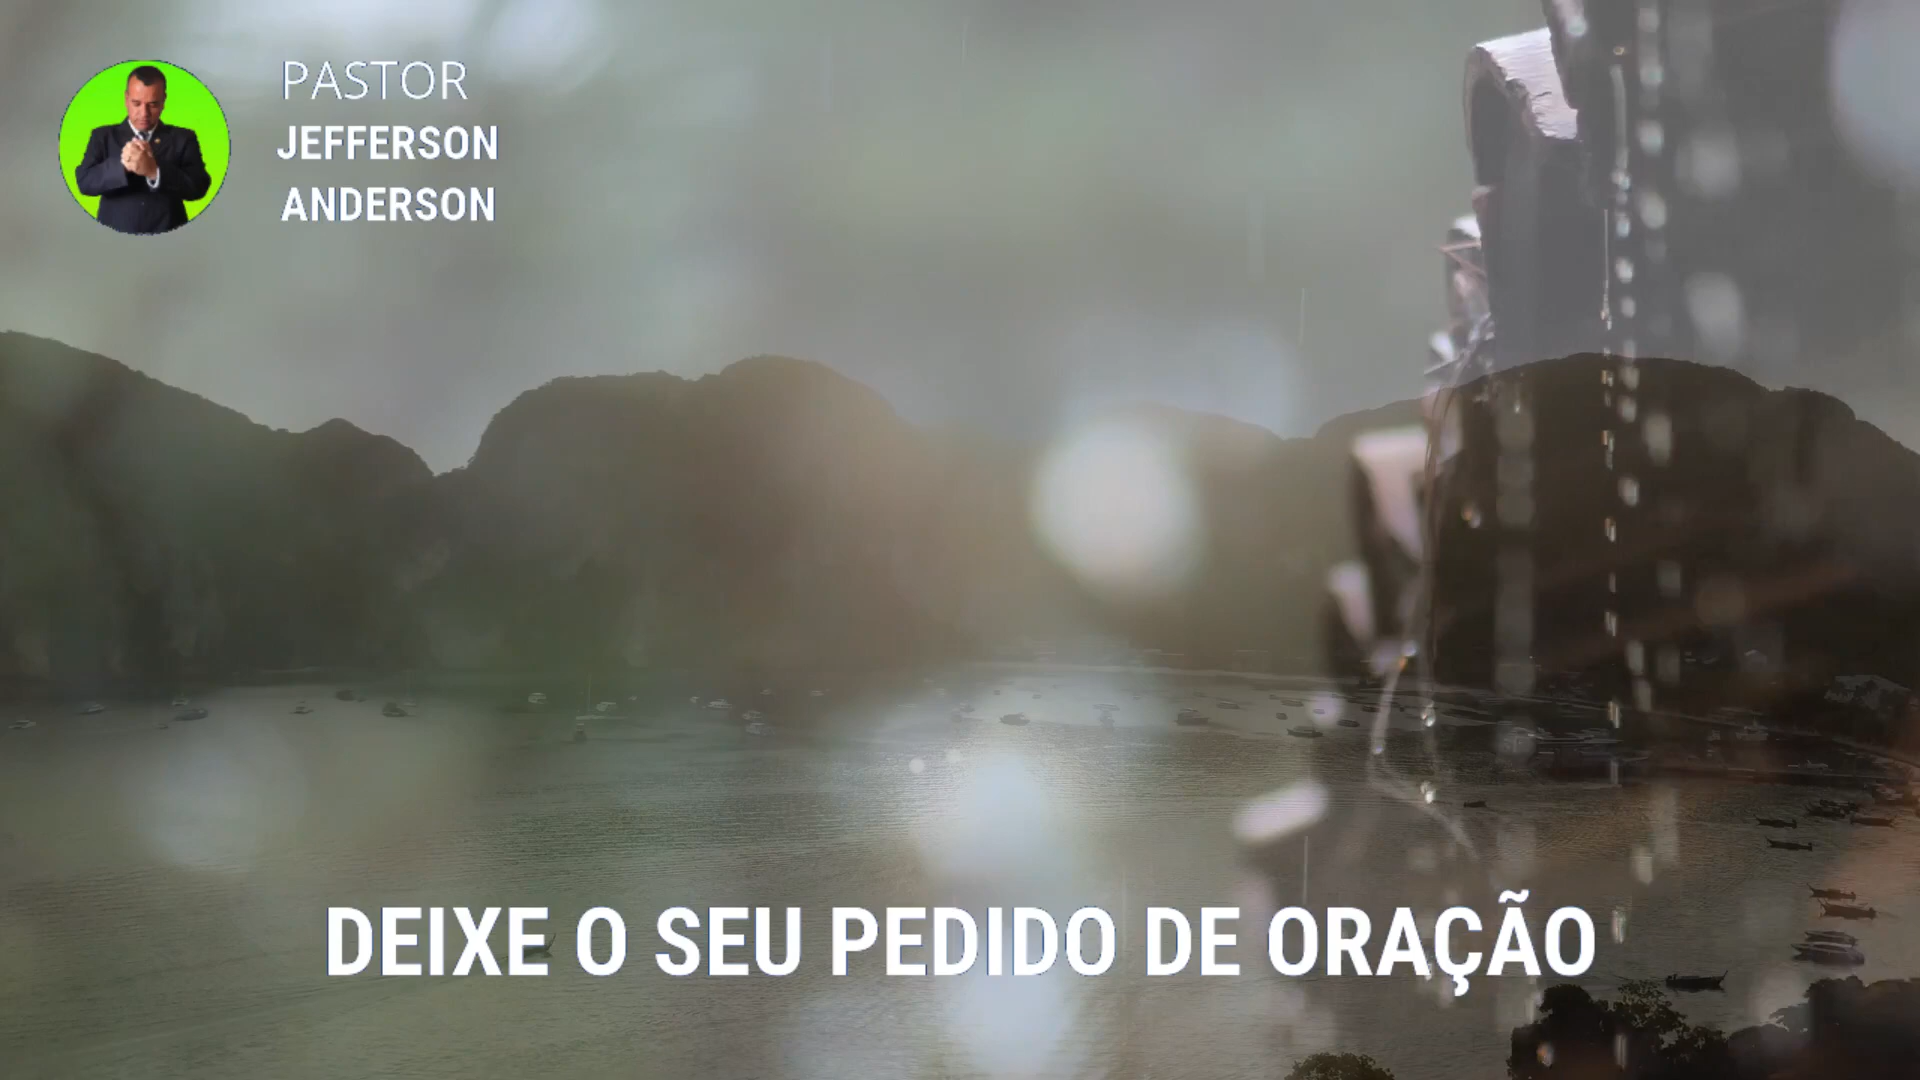 PASTOR
JEFFERSON
ANDERSON
DEIXE O SEU PEDIDO DE ORAÇÃO